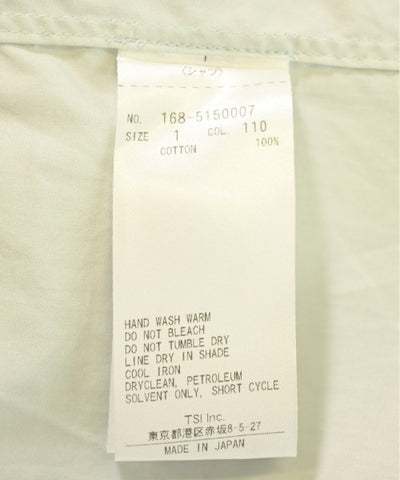 <シャツ>
NO. 168-5150007
SIZE 1 COL. 110
COTTON 100%
HAND WASH WARM
DO NOT BLEACH
DO NOT TUMBLE DRY
LINE DRY IN SHADE
COOL IRON
DRYCLEAN, PETROLEUM
SOLVENT ONLY, SHORT CYCLE
TSI Inc.
東京都港区赤坂8-5-27
MADE IN JAPAN